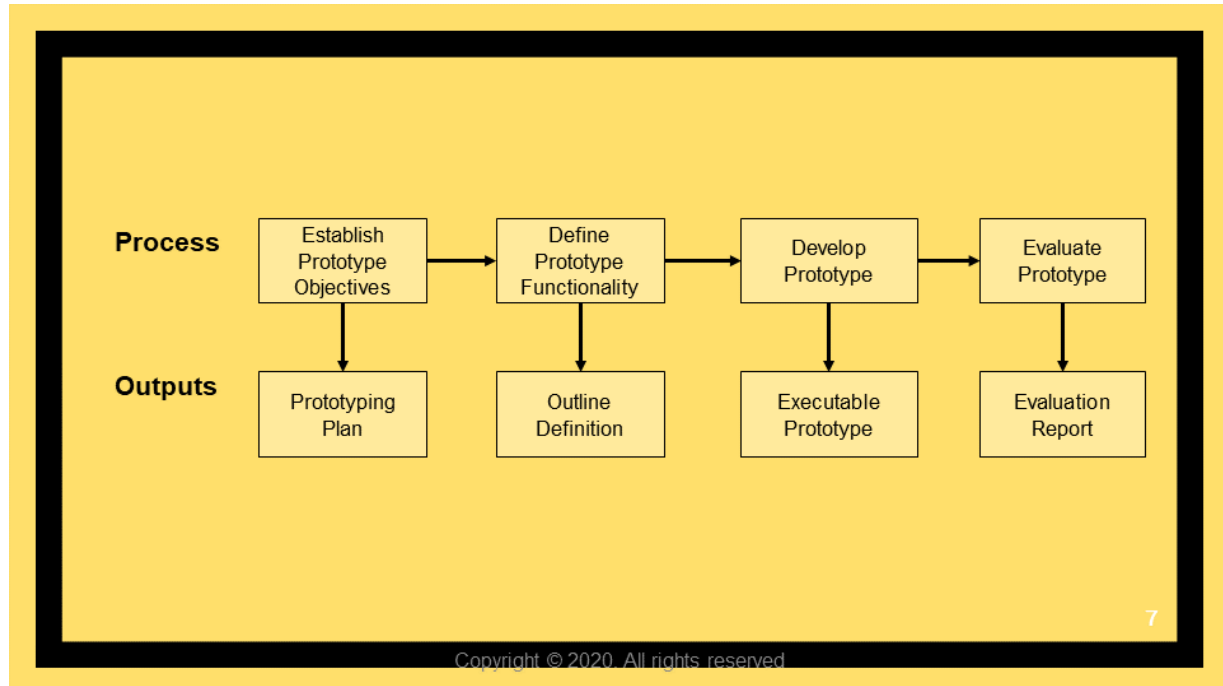 Process
Establish
Prototype
Objectives
Define
Prototype
Functionality
Develop
Prototype
Evaluate
Prototype
Outputs
Prototyping
Plan
Outline
Definition
Executable
Prototype
Evaluation
Report
7
Copyright © 2020. All rights reserved